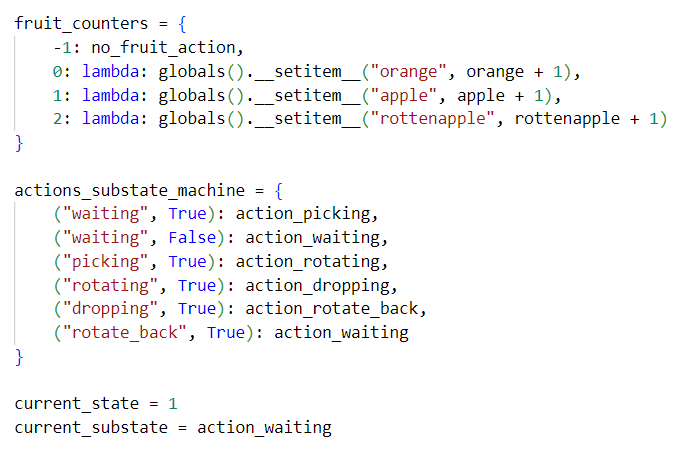 fruit_counters = {
    -1: no_fruit_action,
    0: lambda: globals().__setitem__("orange", orange + 1),
    1: lambda: globals().__setitem__("apple", apple + 1),
    2: lambda: globals().__setitem__("rottenapple", rottenapple + 1)
}

actions_substate_machine = {
    ("waiting", True): action_picking,
    ("waiting", False): action_waiting,
    ("picking", True): action_rotating,
    ("rotating", True): action_dropping,
    ("dropping", True): action_rotate_back,
    ("rotate_back", True): action_waiting
}

current_state = 1
current_substate = action_waiting